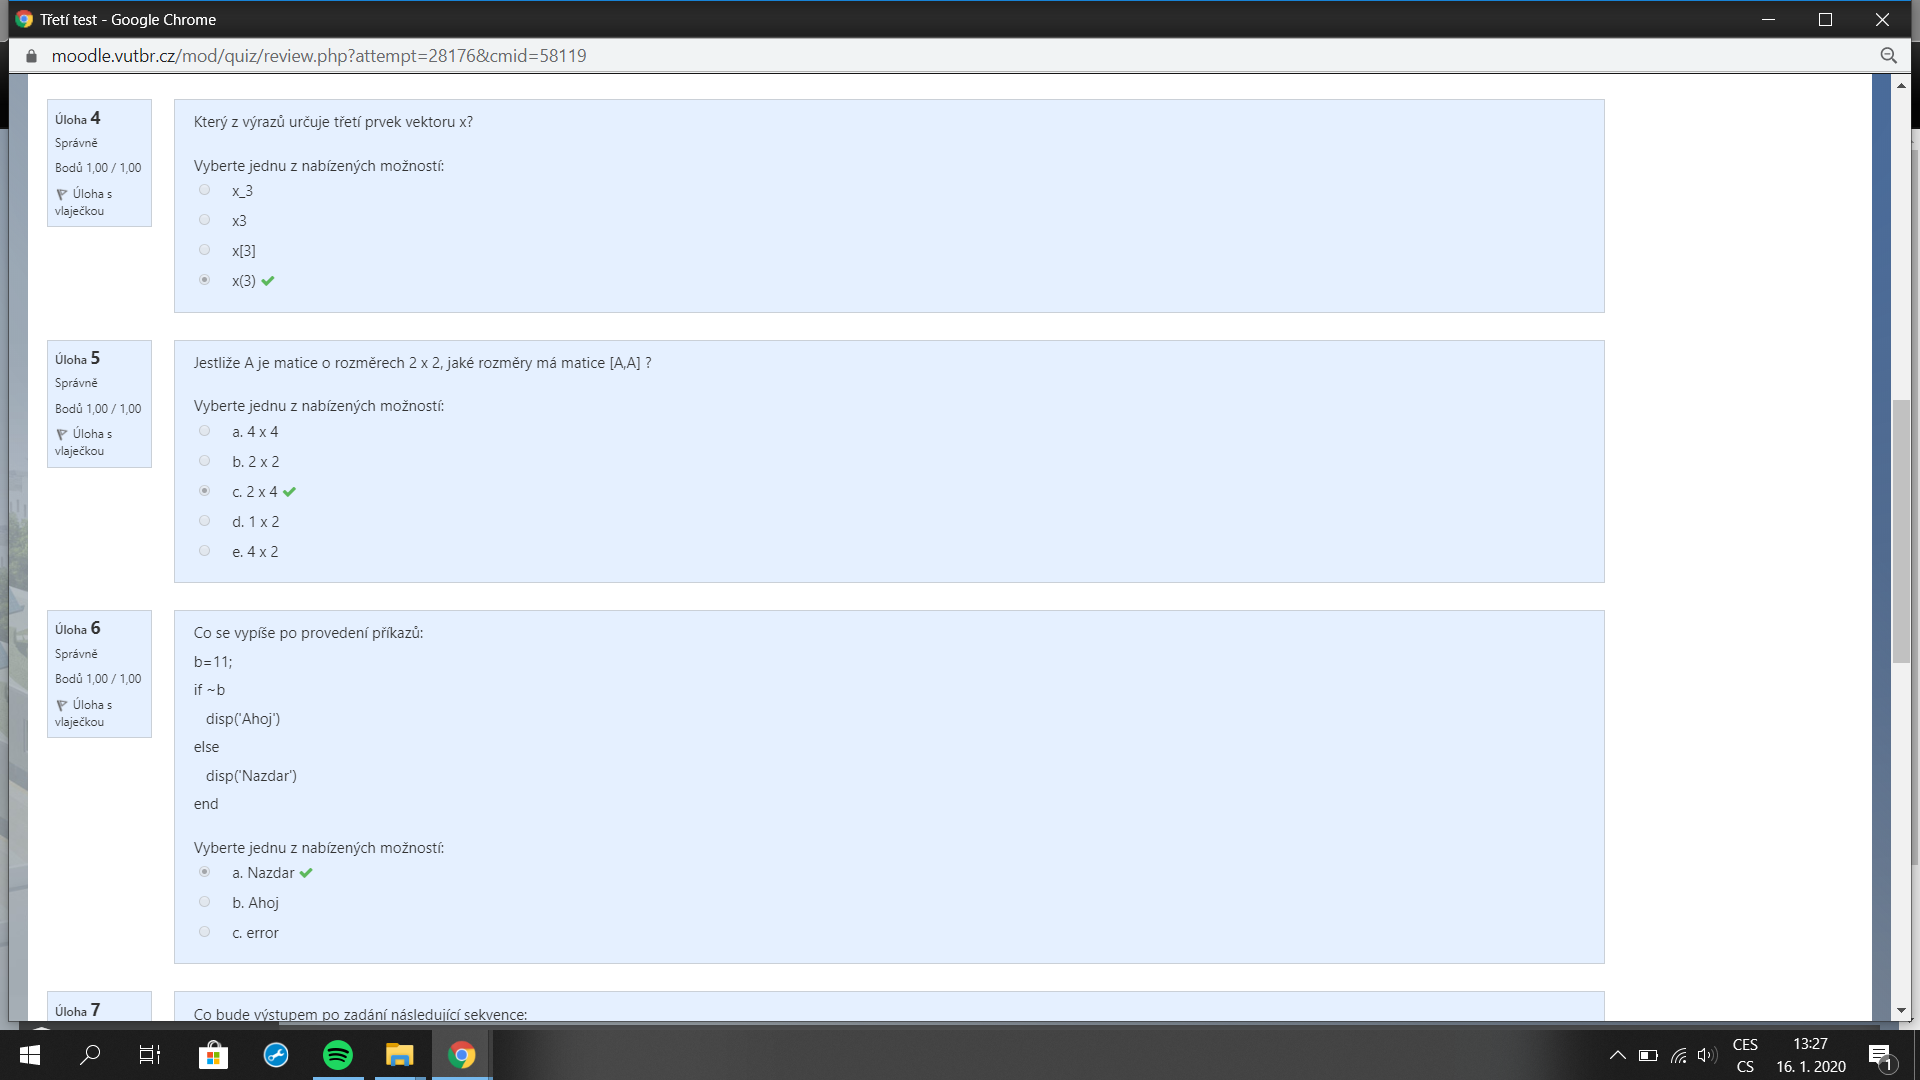 Třetí test - Google Chrome
moodle.vutbr.cz/mod/quiz/review.php?attempt=28176&cmid=58119
Úloha 4
Správně
Bodů 1,00 / 1,00
Úloha s
vlaječkou
Který z výrazů určuje třetí prvek vektoru x?
Vyberte jednu z nabízených možností:
x_3
x3
x[3]
x(3)
Úloha 5
Správně
Bodů 1,00 / 1,00
Úloha s
vlaječkou
Jestliže A je matice o rozměrech 2 x 2, jaké rozměry má matice [A,A] ?
Vyberte jednu z nabízených možností:
a. 4 x 4
b. 2 x 2
c. 2 x 4
d. 1 x 2
e. 4 x 2
Úloha 6
Správně
Bodů 1,00 / 1,00
Úloha s
vlaječkou
Co se vypíše po provedení příkazů:
b=11;
if ~b
disp('Ahoj')
else
disp('Nazdar')
end
Vyberte jednu z nabízených možností:
a. Nazdar
b. Ahoj
c. error
Úloha 7
Co bude výstupem po zadání následující sekvence:
CES
CS
13:27
16. 1. 2020
1